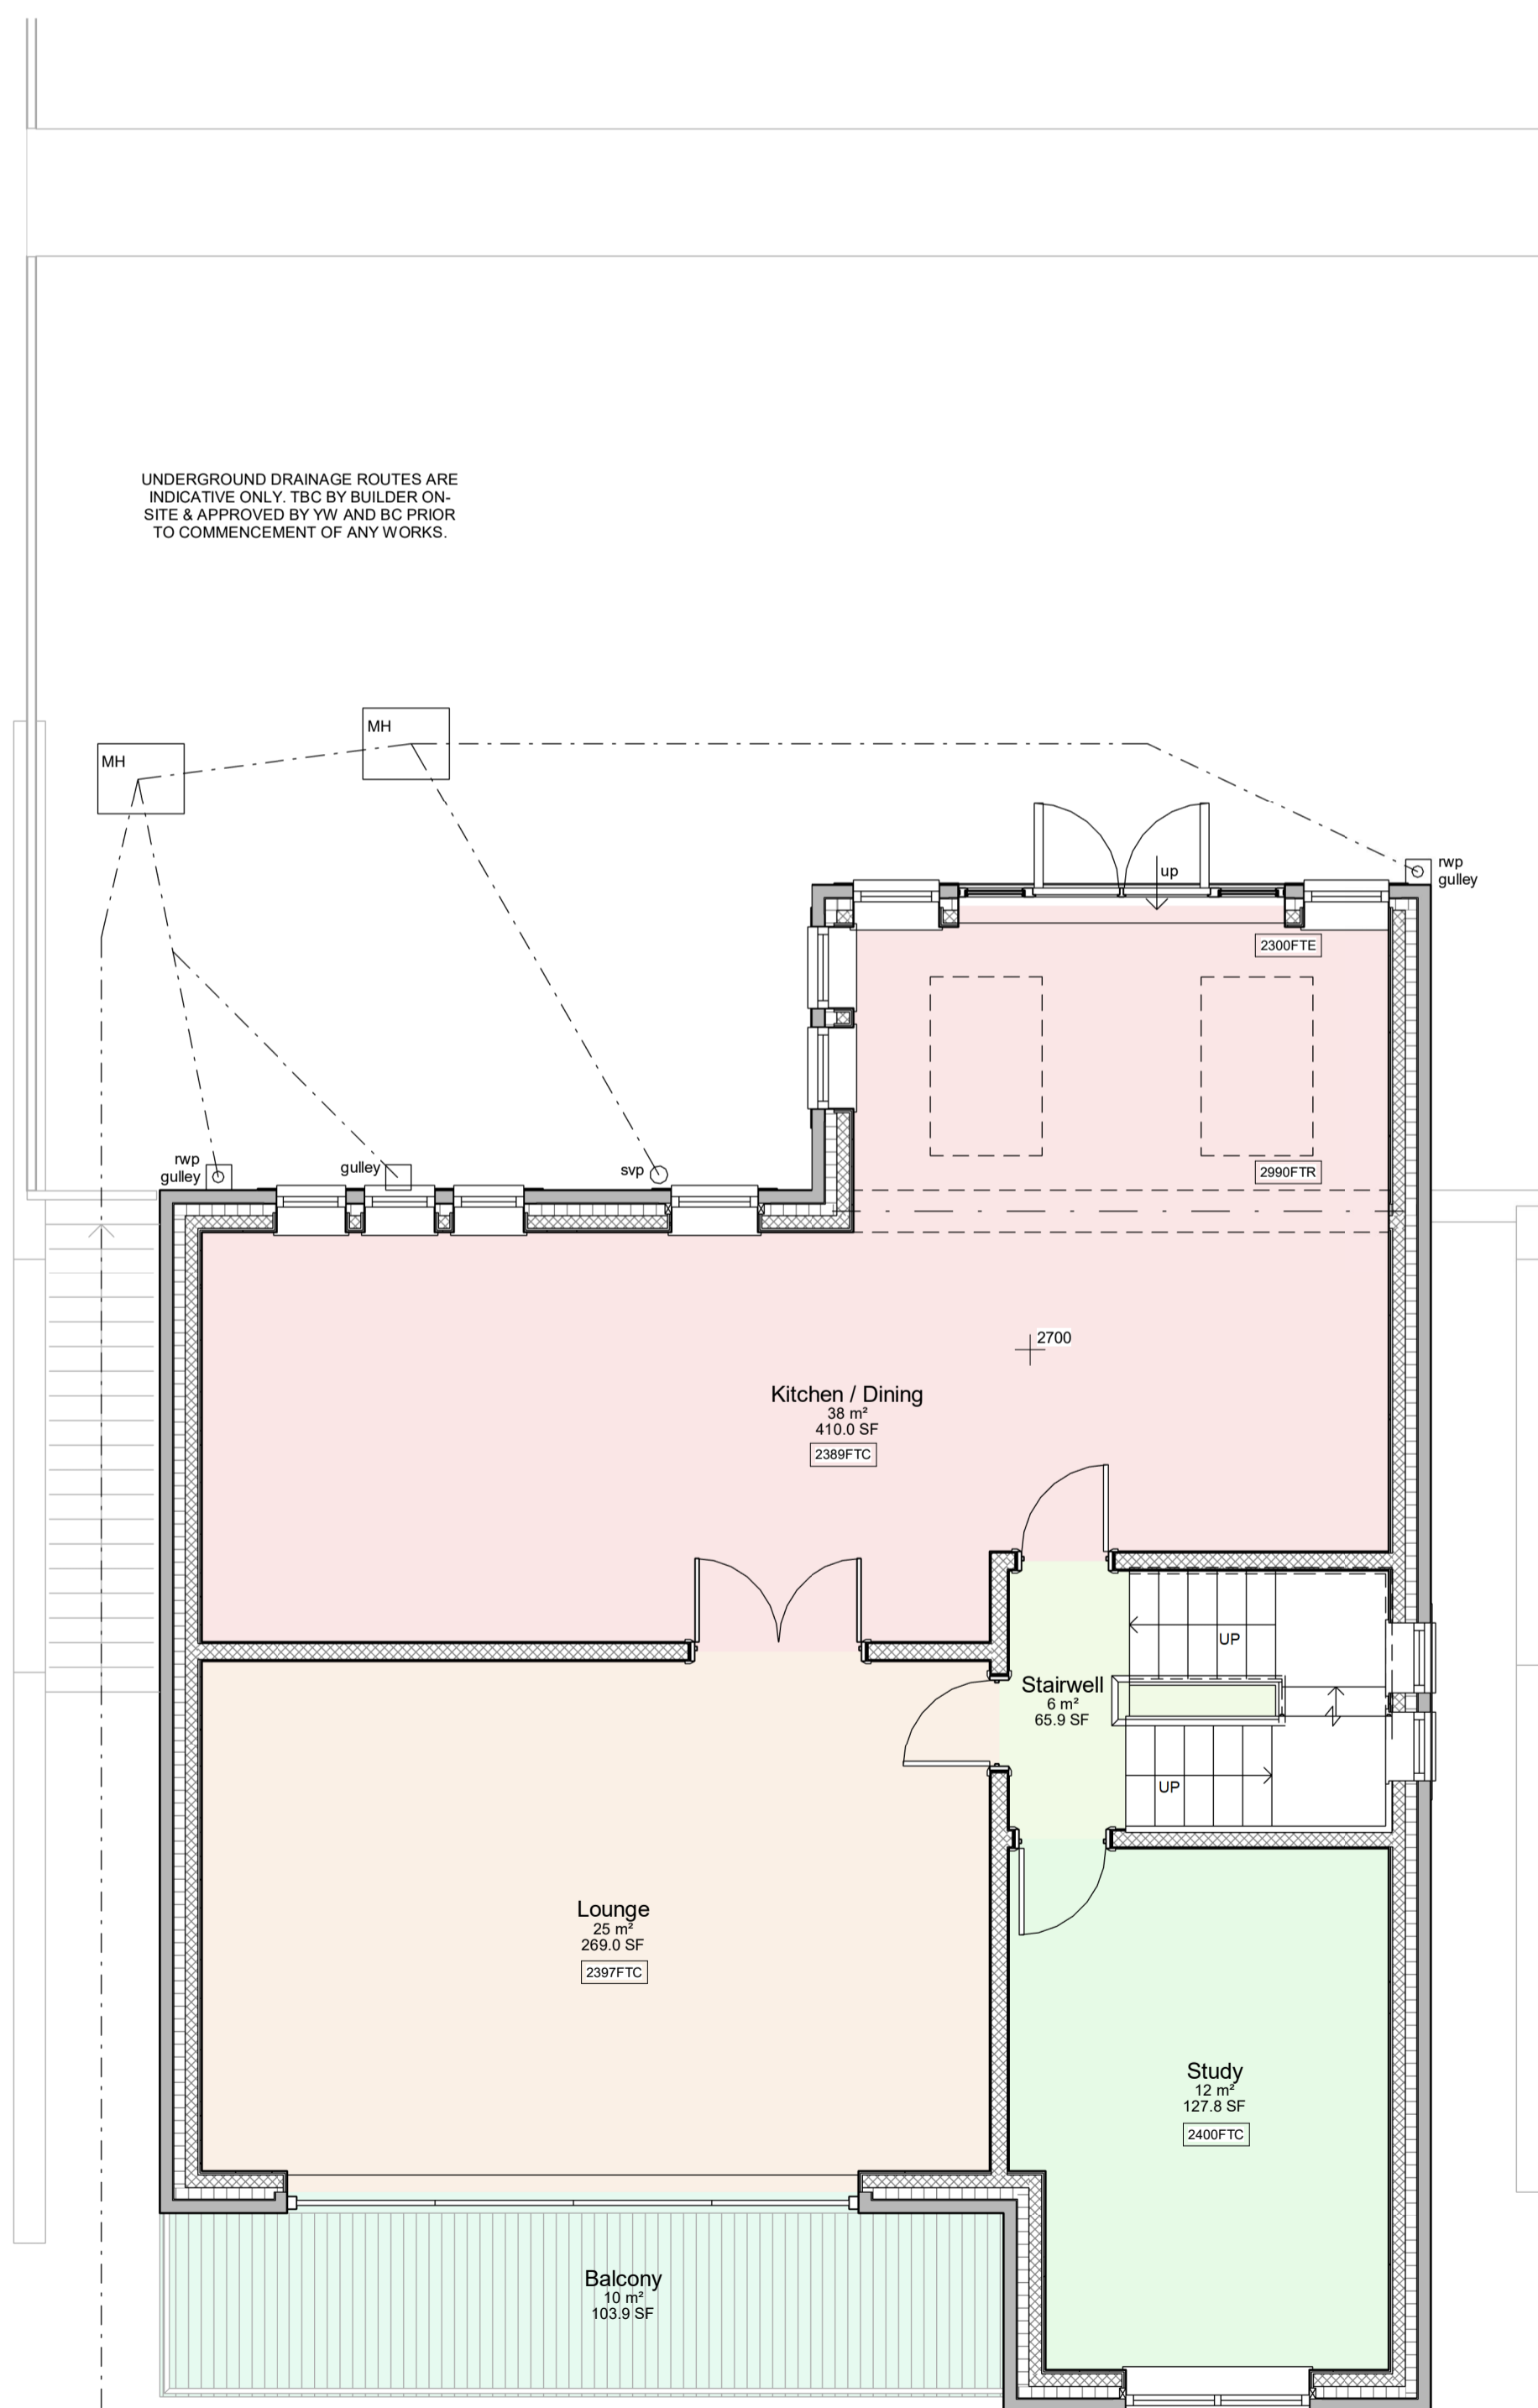 UNDERGROUND DRAINAGE ROUTES ARE
INDICATIVE ONLY. TBC BY BUILDER ON-
SITE & APPROVED BY YW AND BC PRIOR
TO COMMENCEMENT OF ANY WORKS.
MH
MH
up
rwp
gulley
2300FTE
rwp
gulley
gulley
svp
2990FTR
2700
Kitchen / Dining
38 m²
410.0 SF
2389FTC
UP
Stairwell
6 m²
65.9 SF
UP
Lounge
25 m²
269.0 SF
2397FTC
Study
12 m²
127.8 SF
2400FTC
Balcony
10 m²
103.9 SF